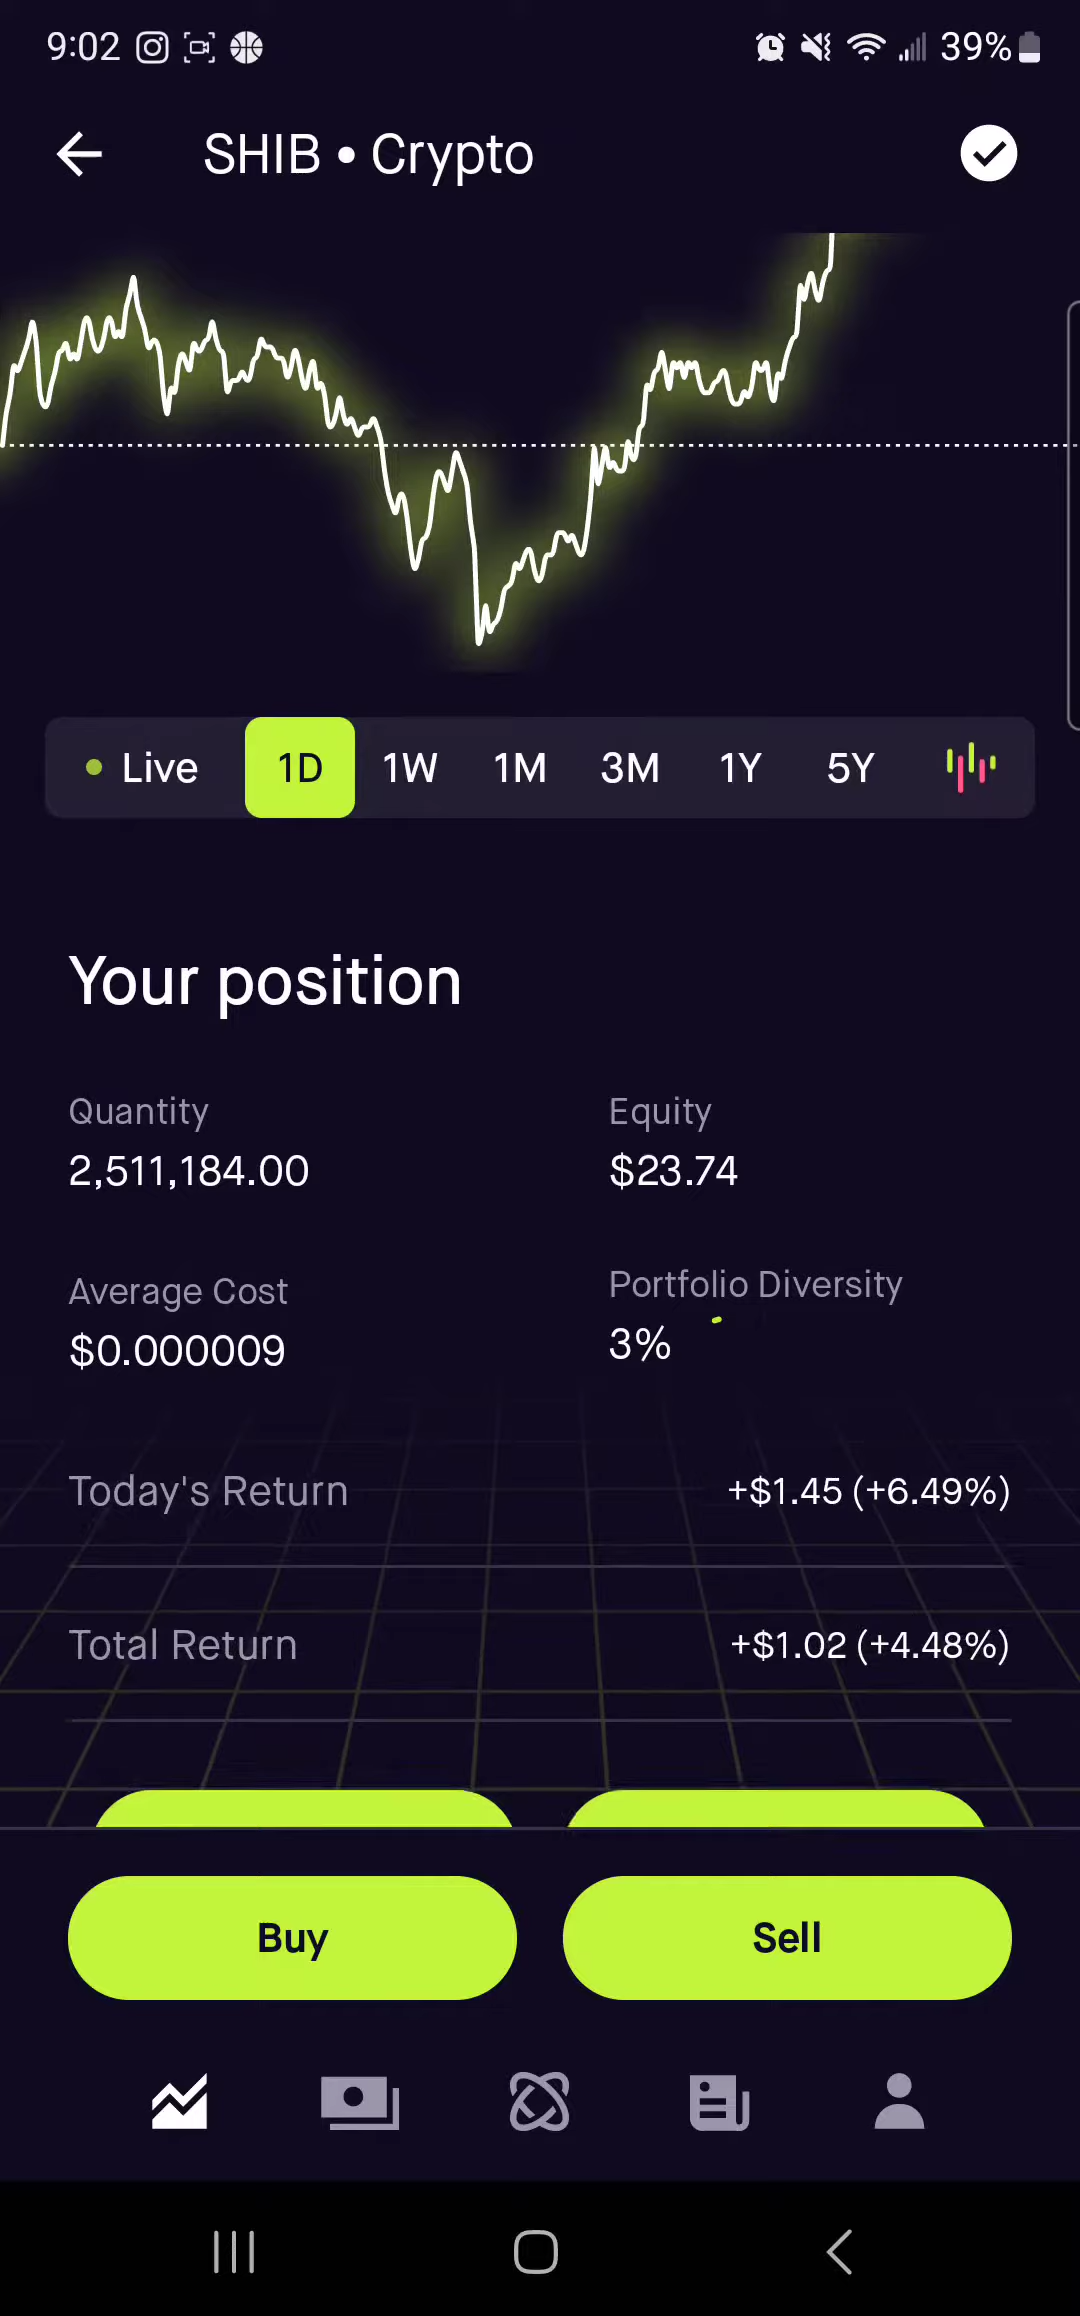 9:02 39%
SHIB • Crypto
Live 1D 1W 1M 3M 1Y 5Y
Your position
Quantity Equity
2,511,184.00 $23.74
Average Cost Portfolio Diversity
$0.000009 3%
Today's Return +$1.45 (+6.49%)
Total Return +$1.02 (+4.48%)
Buy Sell